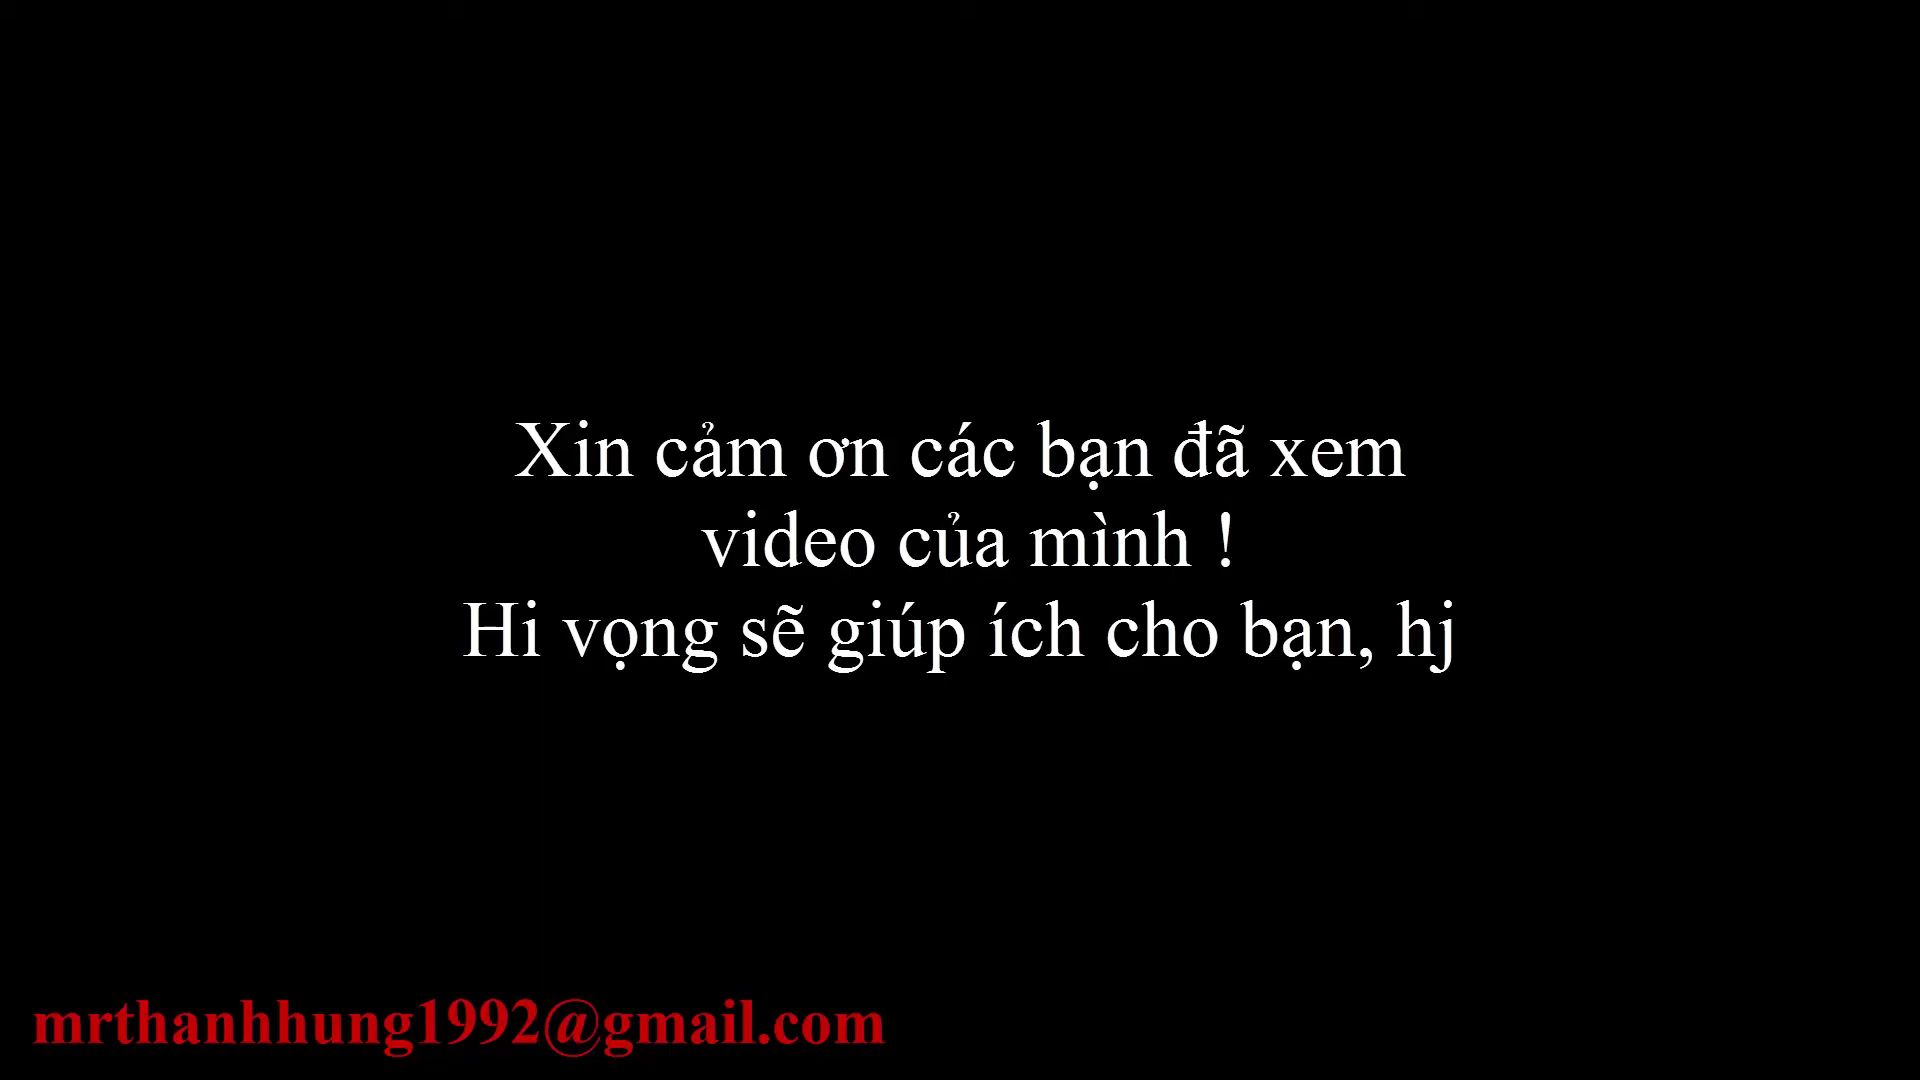 Xin cảm ơn các bạn đã xem
video của mình !
Hi vọng sẽ giúp ích cho bạn, hj
mrthanhhung1992@gmail.com